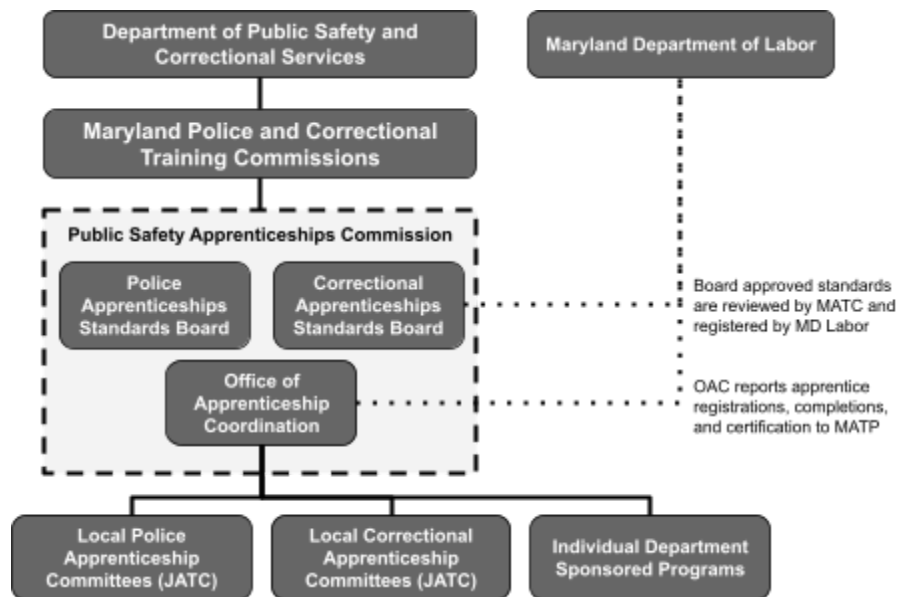 Department of Public Safety and
Correctional Services
Maryland Department of Labor
Maryland Police and Correctional
Training Commissions
Public Safety Apprenticeships Commission
Police
Apprenticeships
Standards Board
Correctional
Apprenticeships
Standards Board
Board approved standards
are reviewed by MATC and
registered by MD Labor
Office of
Apprenticeship
Coordination
OAC reports apprentice
registrations, completions,
and certification to MATP
Local Police
Apprenticeship
Committees (JATC)
Local Correctional
Apprenticeship
Committees (JATC)
Individual Department
Sponsored Programs